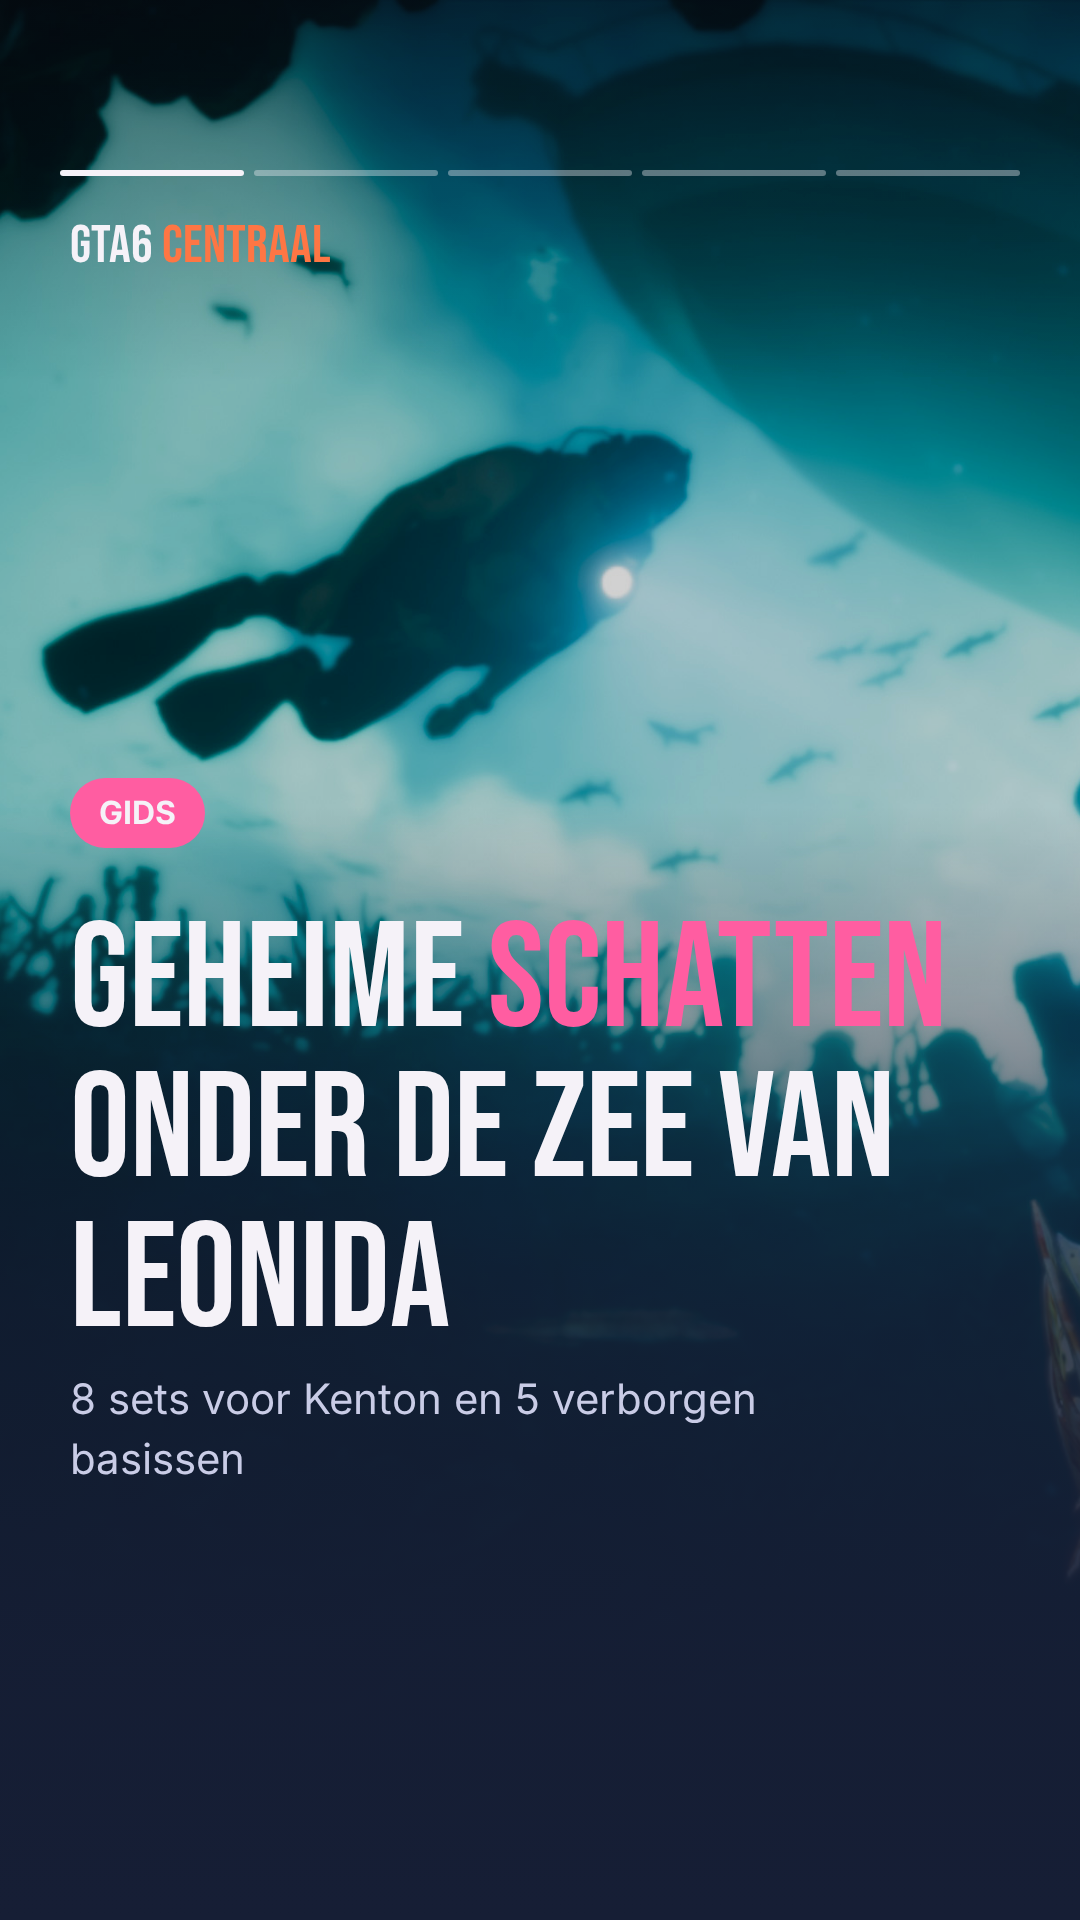 GTA6 CENTRAAL
GIDS
GEHEIME SCHATTEN
ONDER DE ZEE VAN
LEONIDA
8 sets voor Kenton en 5 verborgen
basissen